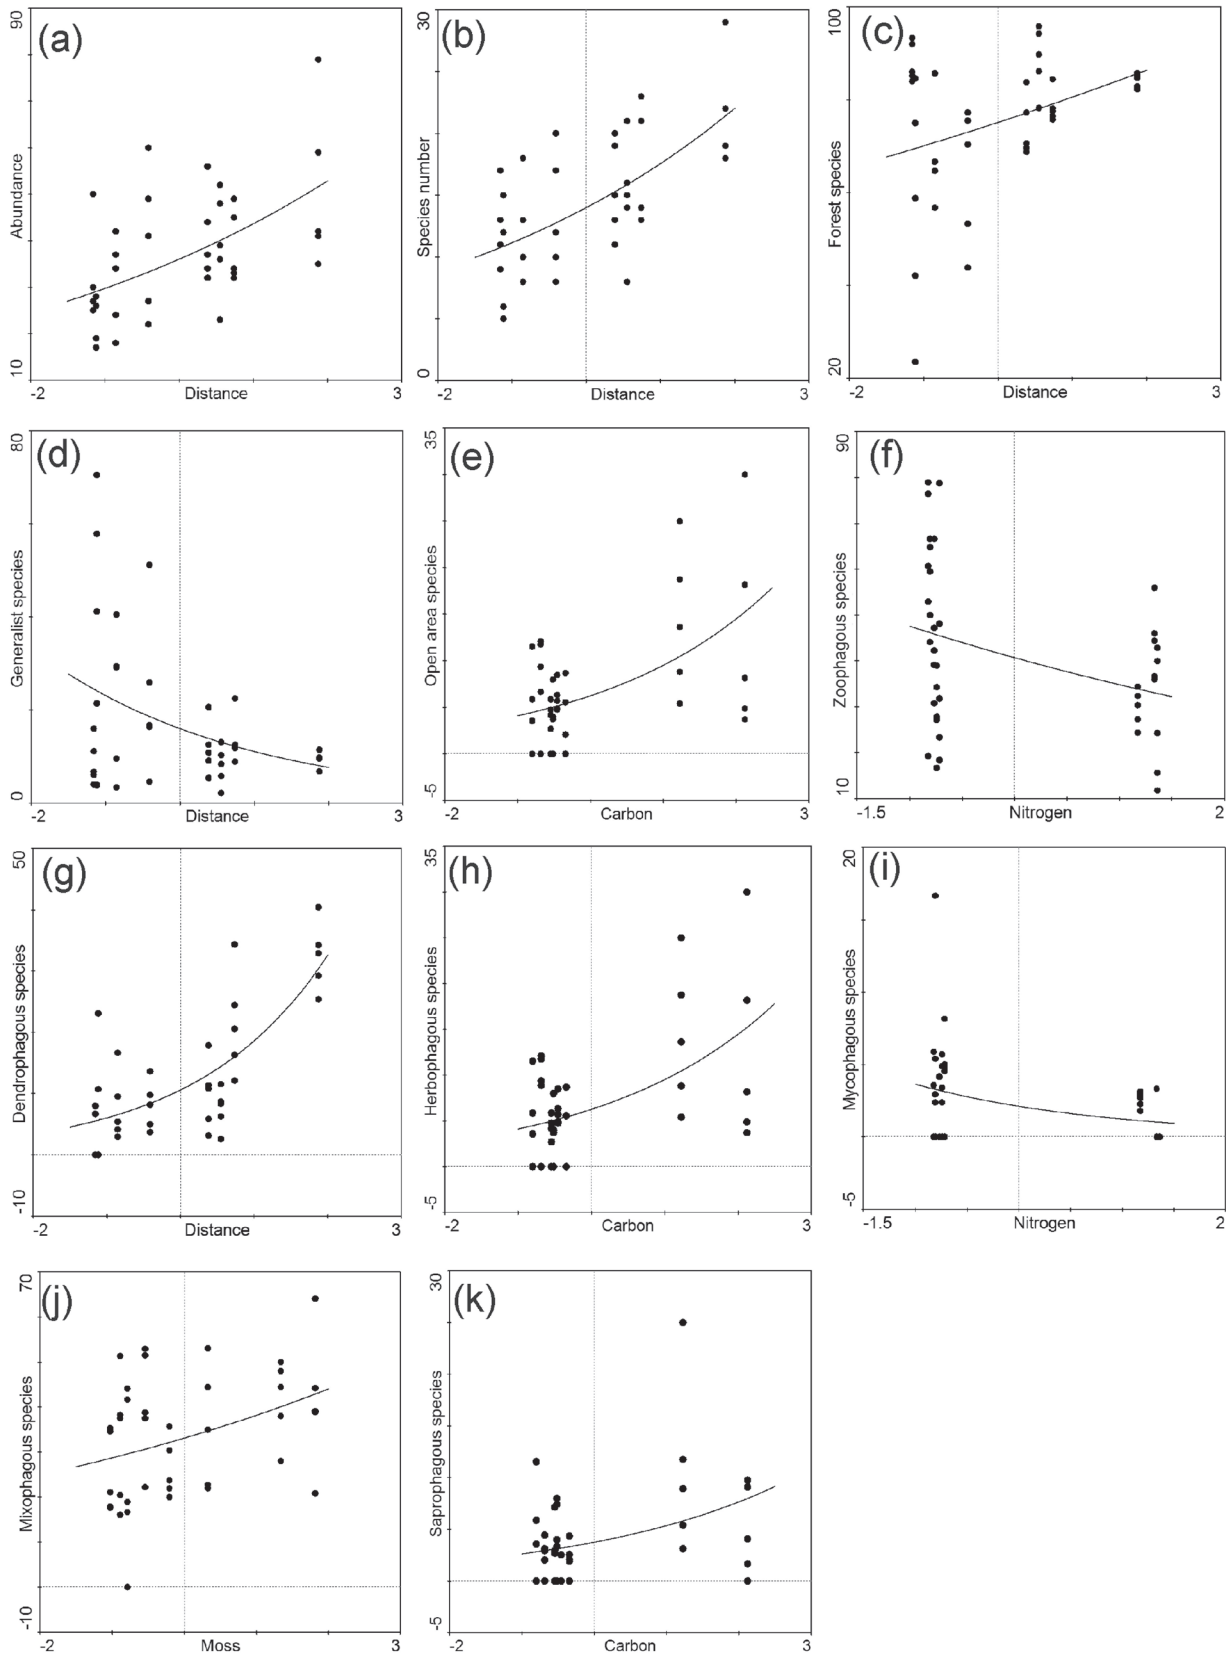 (a)
90
Abundance
10
-2
Distance
3
(b)
30
Species number
0
-2
Distance
3
(c)
100
Forest species
20
-2
Distance
3
(d)
80
Generalist species
0
-2
Distance
3
(e)
35
Open area species
-5
-2
Carbon
3
(f)
90
Zoophagous species
10
-1.5
Nitrogen
2
(g)
50
Dendrophagous species
-10
-2
Distance
3
(h)
35
Herbophagous species
-5
-2
Carbon
3
(i)
20
Mycophagous species
-5
-1.5
Nitrogen
2
(j)
70
Mixophagous species
-10
-2
Moss
3
(k)
30
Saprophagous species
-5
-2
Carbon
3